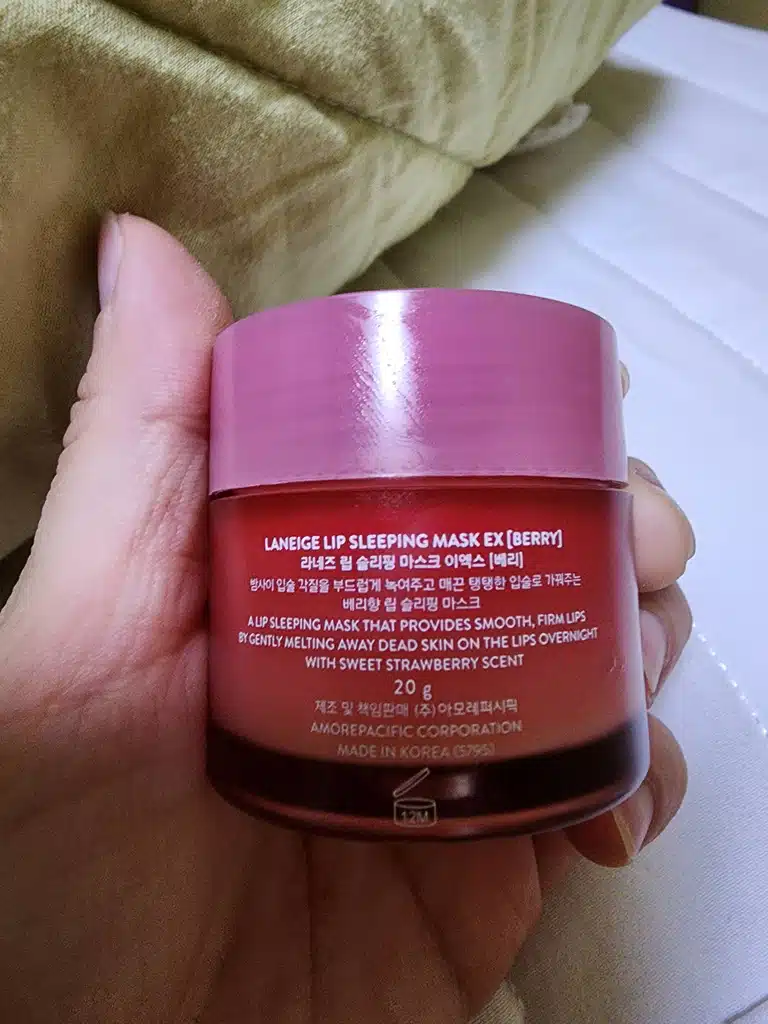 LANEIGE LIP SLEEPING MASK EX [BERRY]
라네즈 립 슬리핑 마스크 이엑스 [베리]
밤사이 입술 각질을 부드럽게 녹여주고 매끈 탱탱한 입술로 가꿔주는
베리향 립 슬리핑 마스크
A LIP SLEEPING MASK THAT PROVIDES SMOOTH, FIRM LIPS
BY GENTLY MELTING AWAY DEAD SKIN ON THE LIPS OVERNIGHT
WITH SWEET STRAWBERRY SCENT
20 g
제조 및 책임판매 (주)아모레퍼시픽
AMOREPACIFIC CORPORATION
MADE IN KOREA (5795)
12M